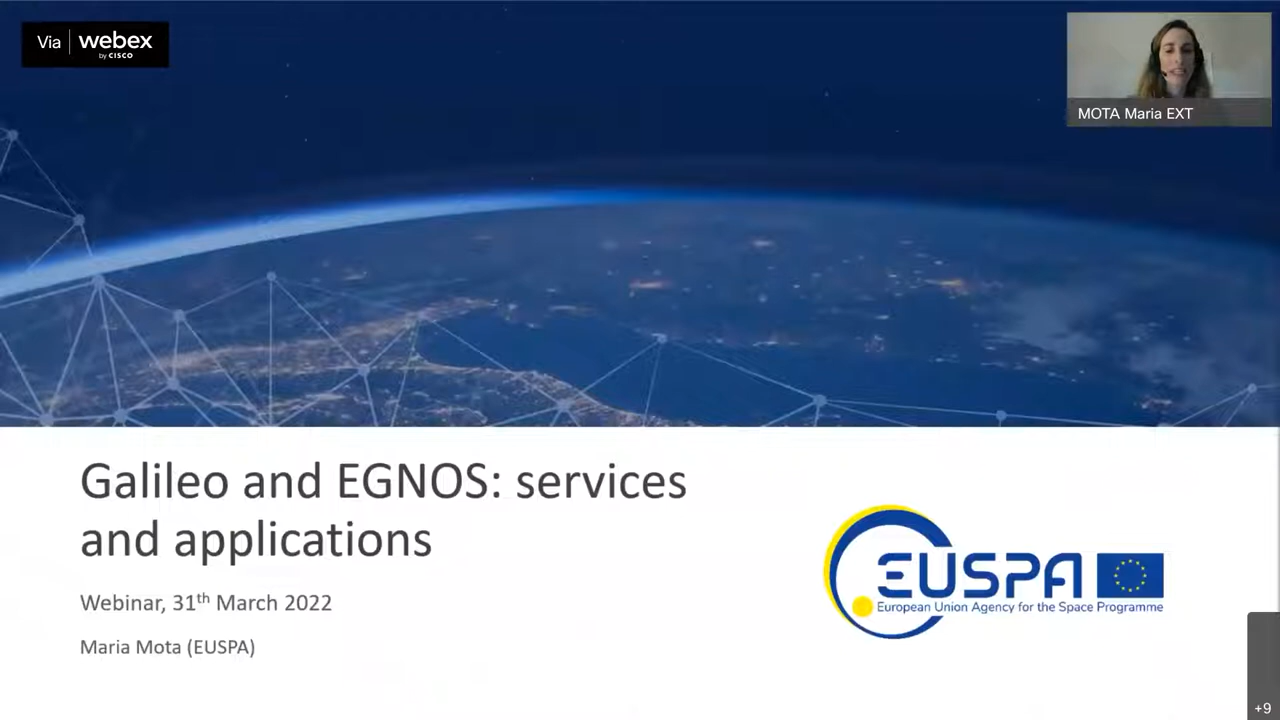 Via webex
by CISCO
MOTA Maria EXT
Galileo and EGNOS: services
and applications
Webinar, 31th March 2022
Maria Mota (EUSPA)
EUSPA
European Union Agency for the Space Programme
+9